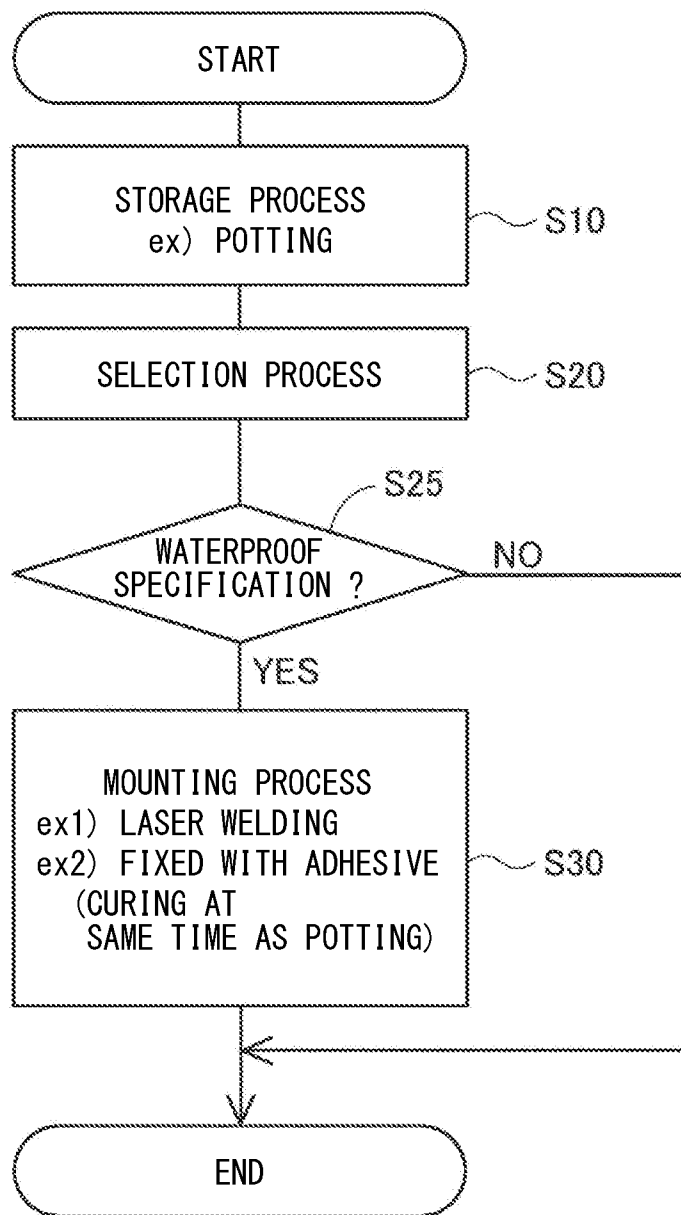 START
STORAGE PROCESS
ex) POTTING
S10
SELECTION PROCESS
S20
S25
WATERPROOF
SPECIFICATION ?
NO
YES
MOUNTING PROCESS
ex1) LASER WELDING
ex2) FIXED WITH ADHESIVE
(CURING AT
SAME TIME AS POTTING)
S30
END